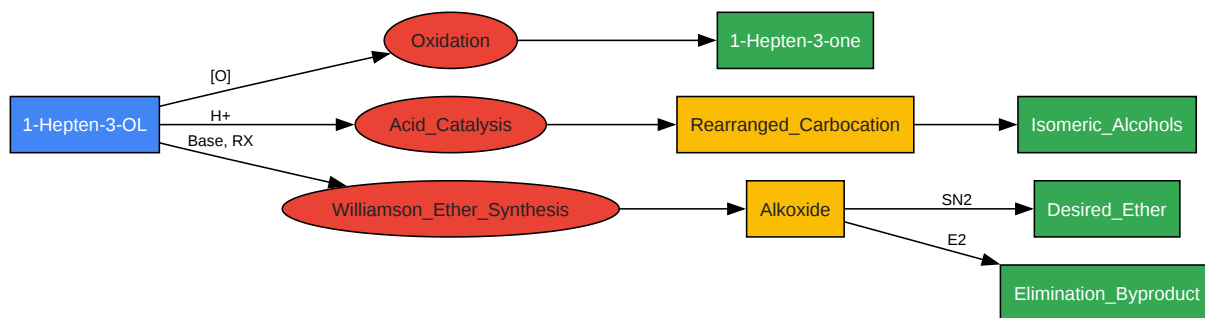 Oxidation
1-Hepten-3-one
[O]
1-Hepten-3-OL
H+
Acid_Catalysis
Rearranged_Carbocation
Isomeric_Alcohols
Base, RX
Williamson_Ether_Synthesis
Alkoxide
SN2
Desired_Ether
E2
Elimination_Byproduct